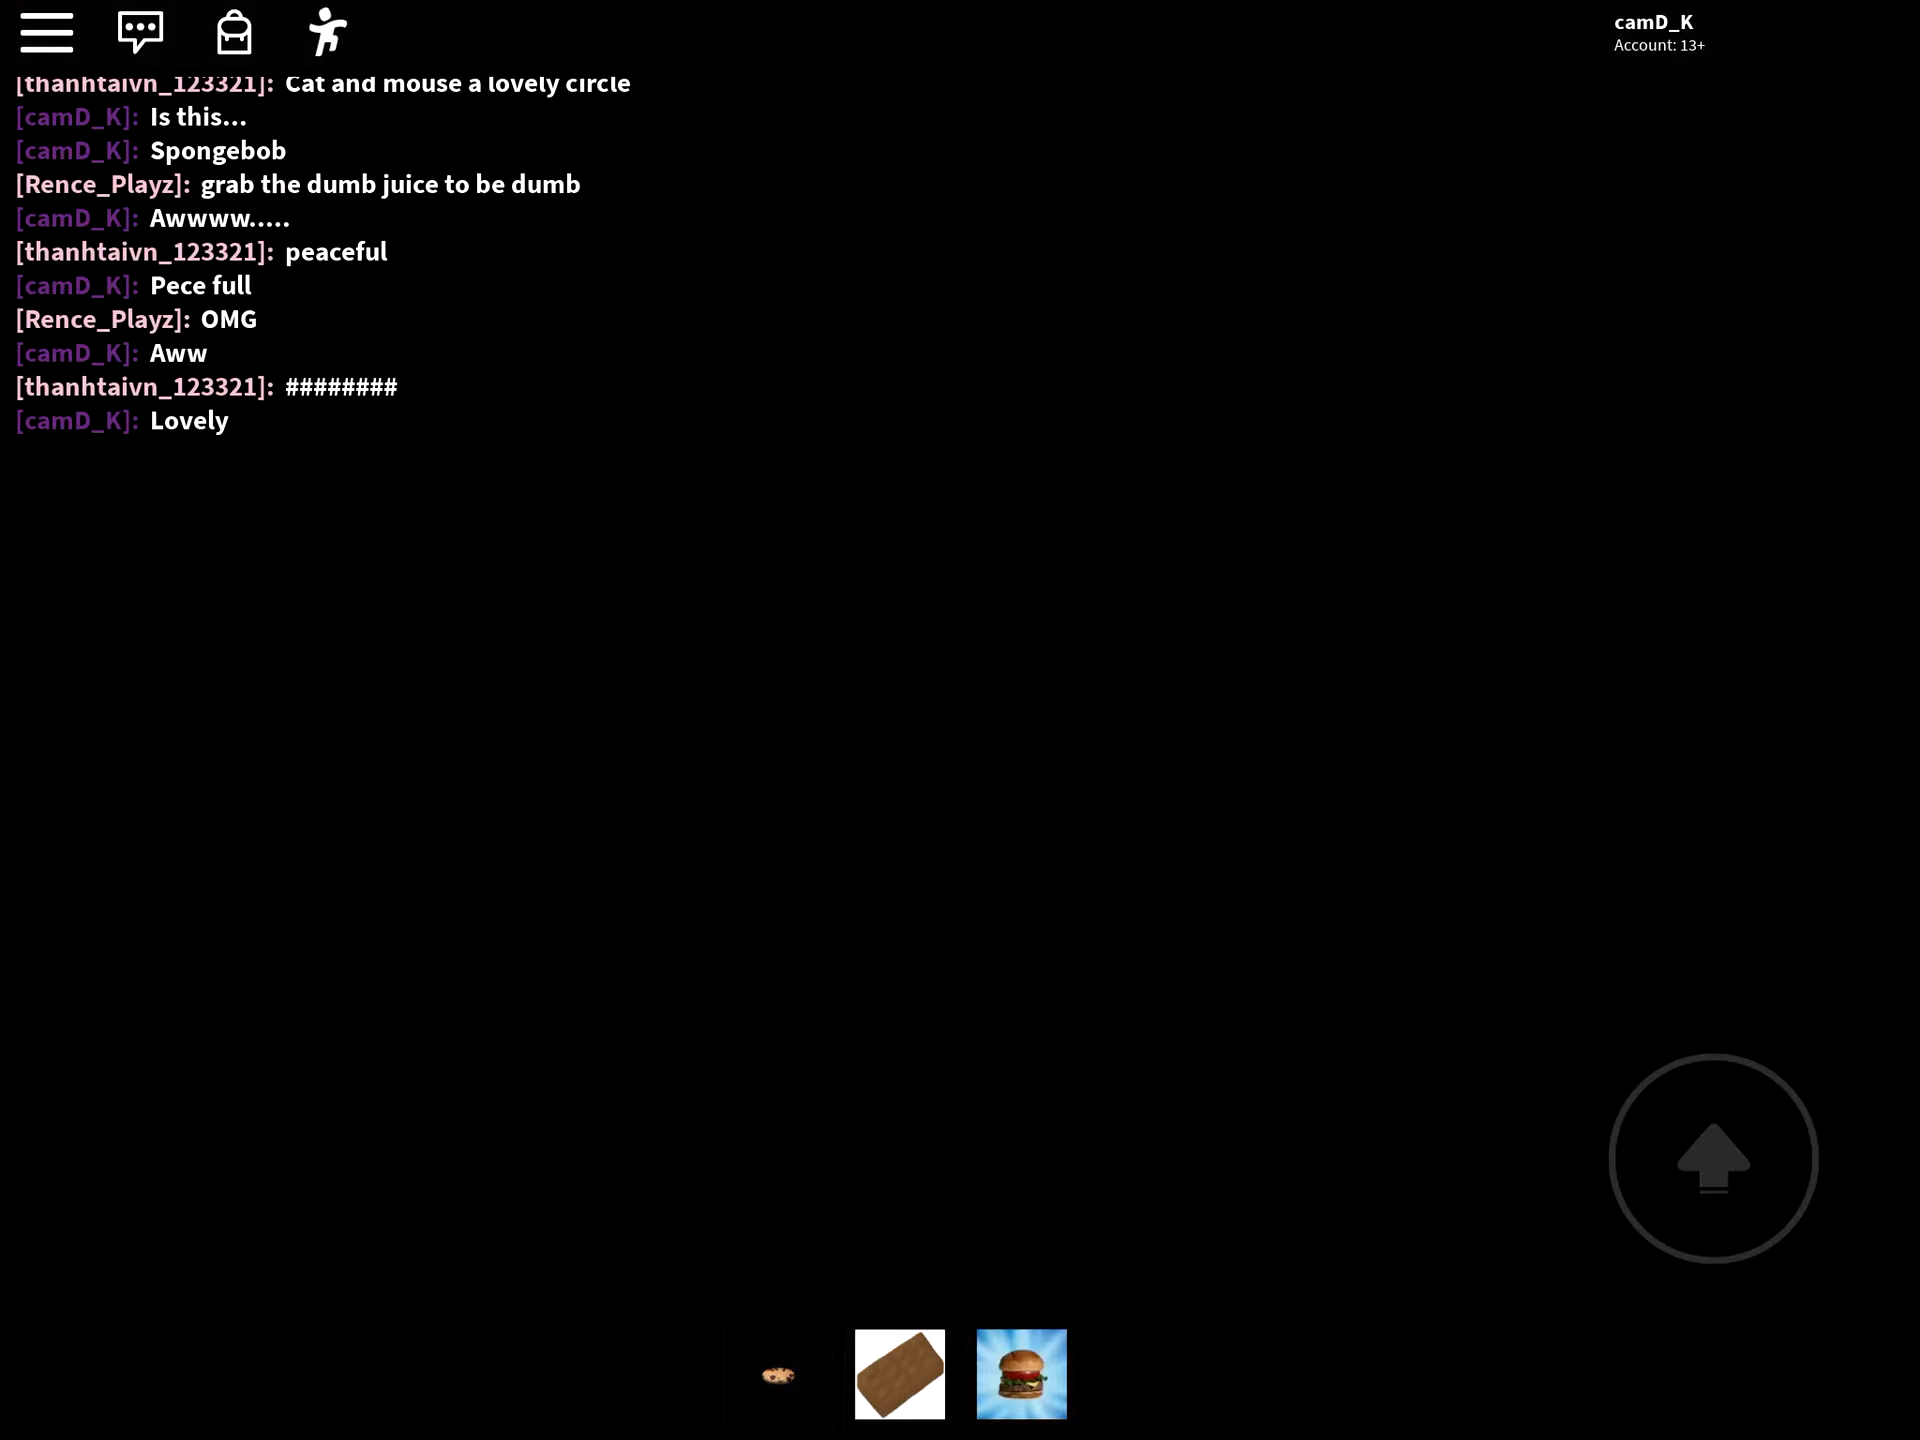 camD_K
Account: 13+
[thanhtaivn_123321]: Cat and mouse a lovely circle
[camD_K]: Is this...
[camD_K]: Spongebob
[Rence_Playz]: grab the dumb juice to be dumb
[camD_K]: Awwww.....
[thanhtaivn_123321]: peaceful
[camD_K]: Pece full
[Rence_Playz]: OMG
[camD_K]: Aww
[thanhtaivn_123321]: ########
[camD_K]: Lovely